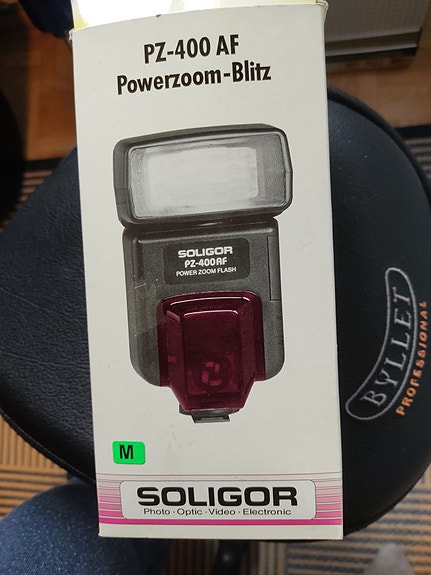 PZ-400 AF
Powerzoom-Blitz
SOLIGOR
PZ-400AF
POWER ZOOM FLASH
M
SOLIGOR
Photo · Optic · Video · Electronic
BYLLET
PROFESSIONAL